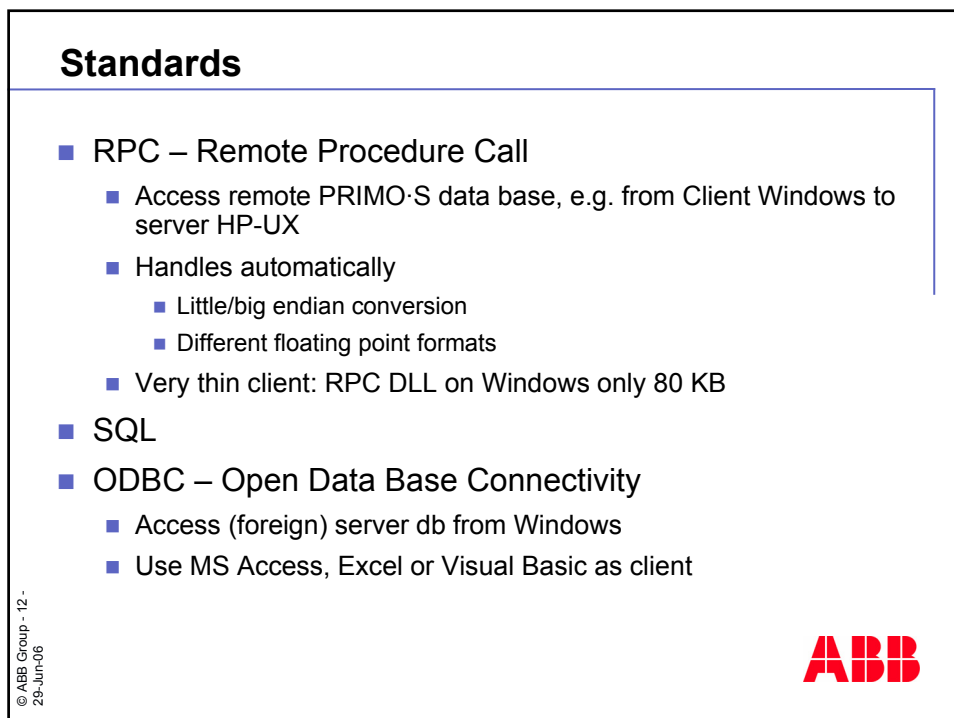 Standards
RPC – Remote Procedure Call
Access remote PRIMO·S data base, e.g. from Client Windows to
server HP-UX
Handles automatically
Little/big endian conversion
Different floating point formats
Very thin client: RPC DLL on Windows only 80 KB
SQL
ODBC – Open Data Base Connectivity
Access (foreign) server db from Windows
Use MS Access, Excel or Visual Basic as client
© ABB Group - 12 -
29-Jun-06
ABB